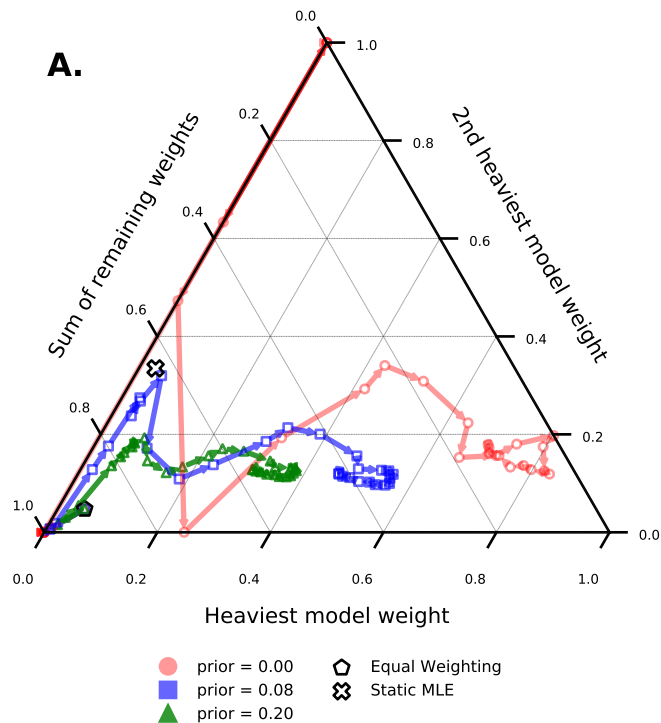 A.
0.0
1.0
0.2
0.8
0.4
0.6
0.6
0.4
0.8
0.2
1.0
0.0
Sum of remaining weights
2nd heaviest model weight
0.0 0.2 0.4 0.6 0.8 1.0
Heaviest model weight
prior = 0.00
prior = 0.08
prior = 0.20
Equal Weighting
Static MLE